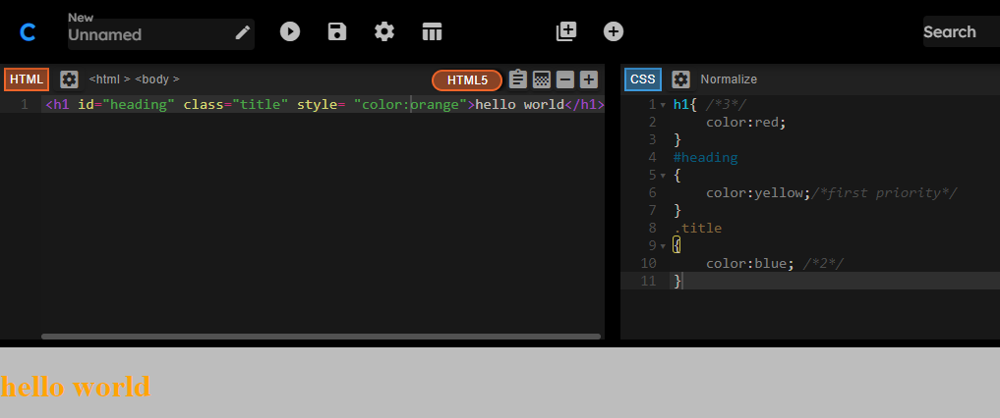 C
New
Unnamed
Search
HTML <html > <body > HTML5
1 <h1 id="heading" class="title" style= "color:orange">hello world</h1>
CSS Normalize
1 h1{ /*3*/
2 color:red;
3 }
4 #heading
5 {
6 color:yellow;/*first priority*/
7 }
8 .title
9 {
10 color:blue; /*2*/
11 }
hello world